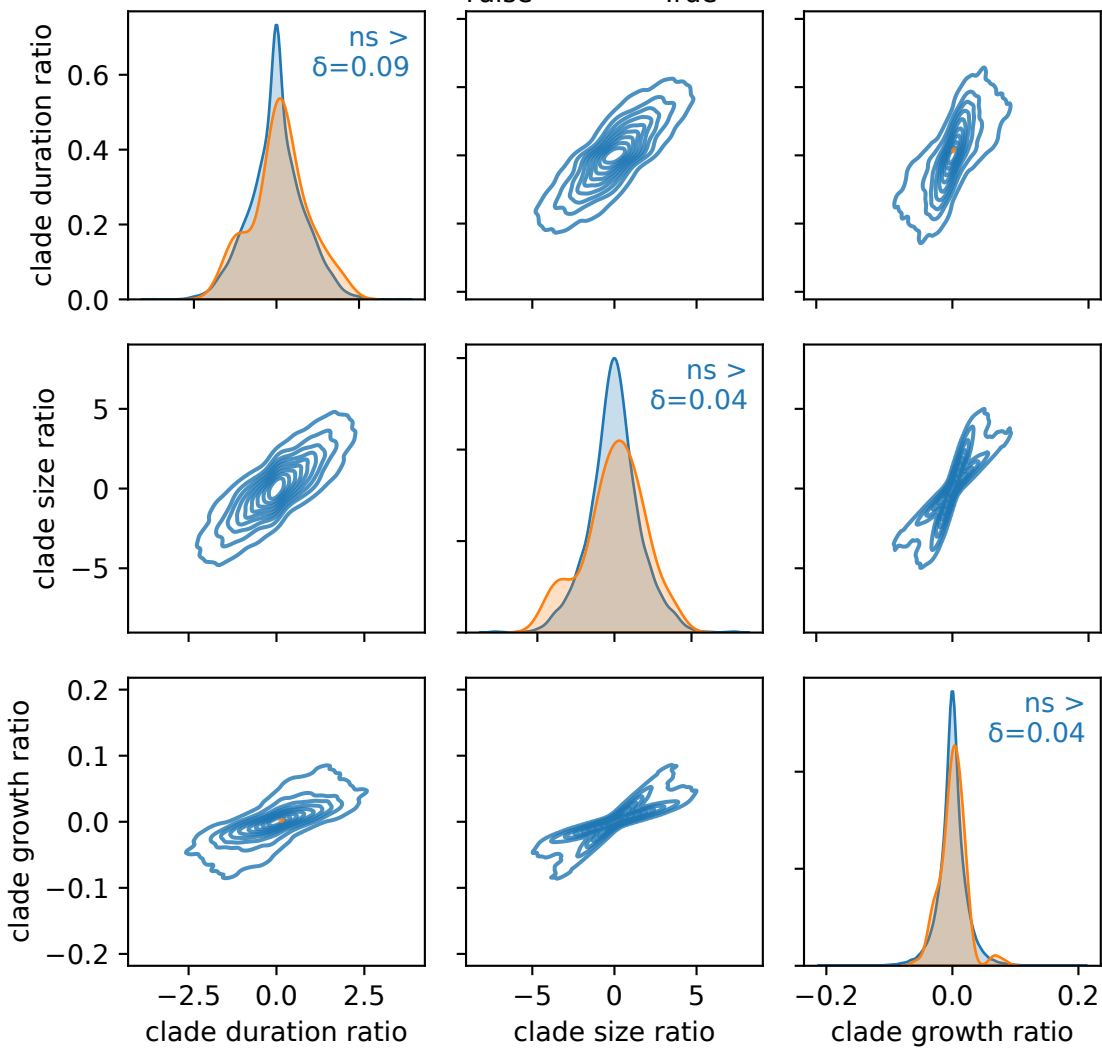 False True
clade duration ratio
0.6
0.4
0.2
0.0
ns >
δ=0.09
clade size ratio
5
0
−5
ns >
δ=0.04
clade growth ratio
0.2
0.1
0.0
−0.1
−0.2
ns >
δ=0.04
−2.5 0.0 2.5
−5 0 5
−0.2 0.0 0.2
clade duration ratio
clade size ratio
clade growth ratio